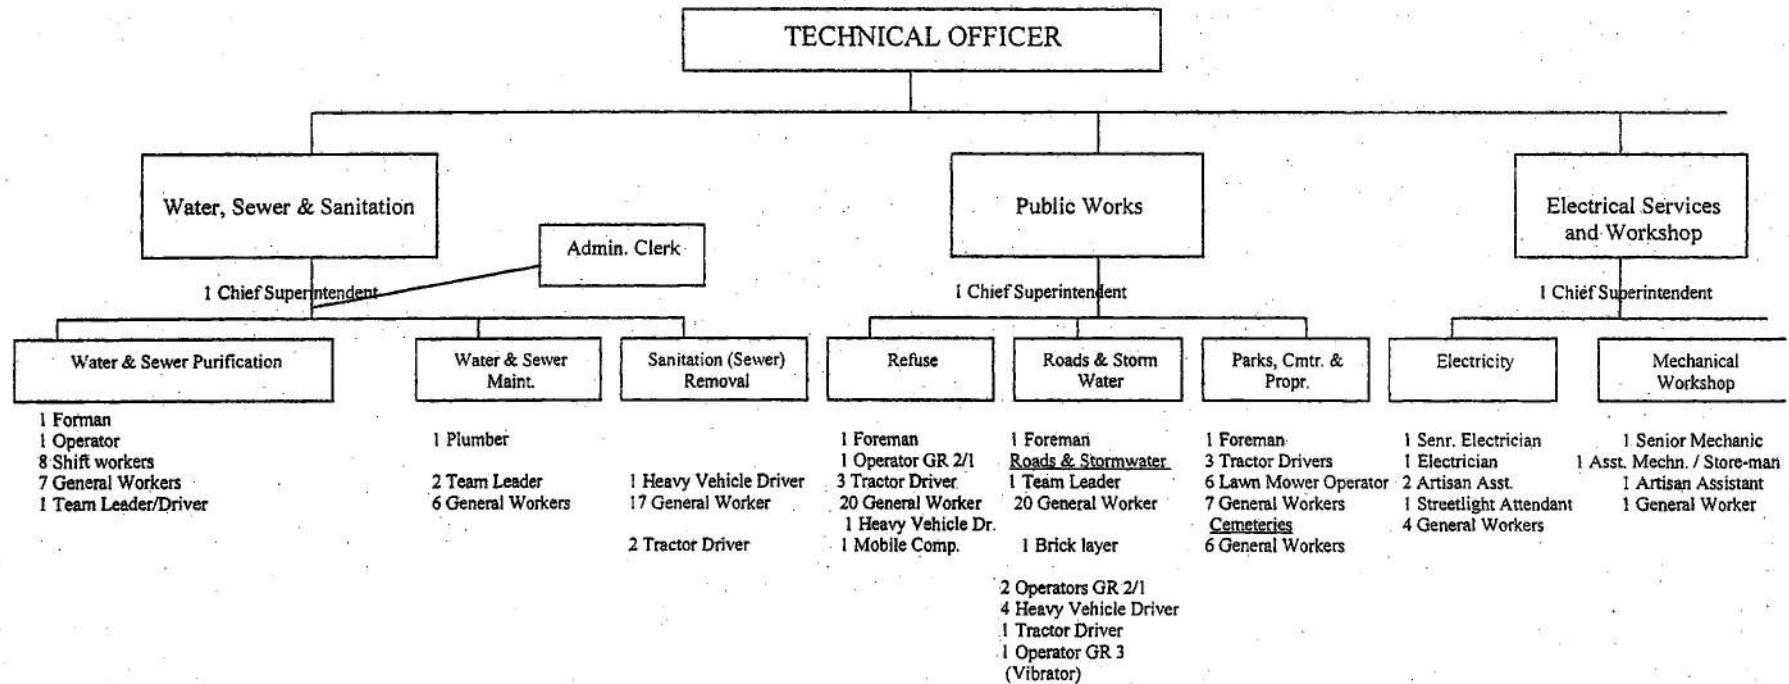 TECHNICAL OFFICER
Water, Sewer & Sanitation
Admin. Clerk
1 Chief Superintendent
Water & Sewer Purification
1 Forman
1 Operator
8 Shift workers
7 General Workers
1 Team Leader/Driver
Water & Sewer
Maint.
1 Plumber
2 Team Leader
6 General Workers
Sanitation (Sewer)
Removal
1 Heavy Vehicle Driver
17 General Worker
2 Tractor Driver
Public Works
1 Chief Superintendent
Refuse
1 Foreman
1 Operator GR 2/1
3 Tractor Driver
20 General Worker
1 Heavy Vehicle Dr.
1 Mobile Comp.
Roads & Storm
Water
1 Foreman
Roads & Stormwater
1 Team Leader
20 General Worker
1 Brick layer
2 Operators GR 2/1
4 Heavy Vehicle Driver
1 Tractor Driver
1 Operator GR 3
(Vibrator)
Parks, Cmtr. &
Propr.
1 Foreman
3 Tractor Drivers
6 Lawn Mower Operator
7 General Workers
Cemeteries
6 General Workers
Electrical Services
and Workshop
1 Chief Superintendent
Electricity
1 Senr. Electrician
1 Electrician
2 Artisan Asst.
1 Streetlight Attendant
4 General Workers
Mechanical
Workshop
1 Senior Mechanic
1 Asst. Mechn. / Store-man
1 Artisan Assistant
1 General Worker